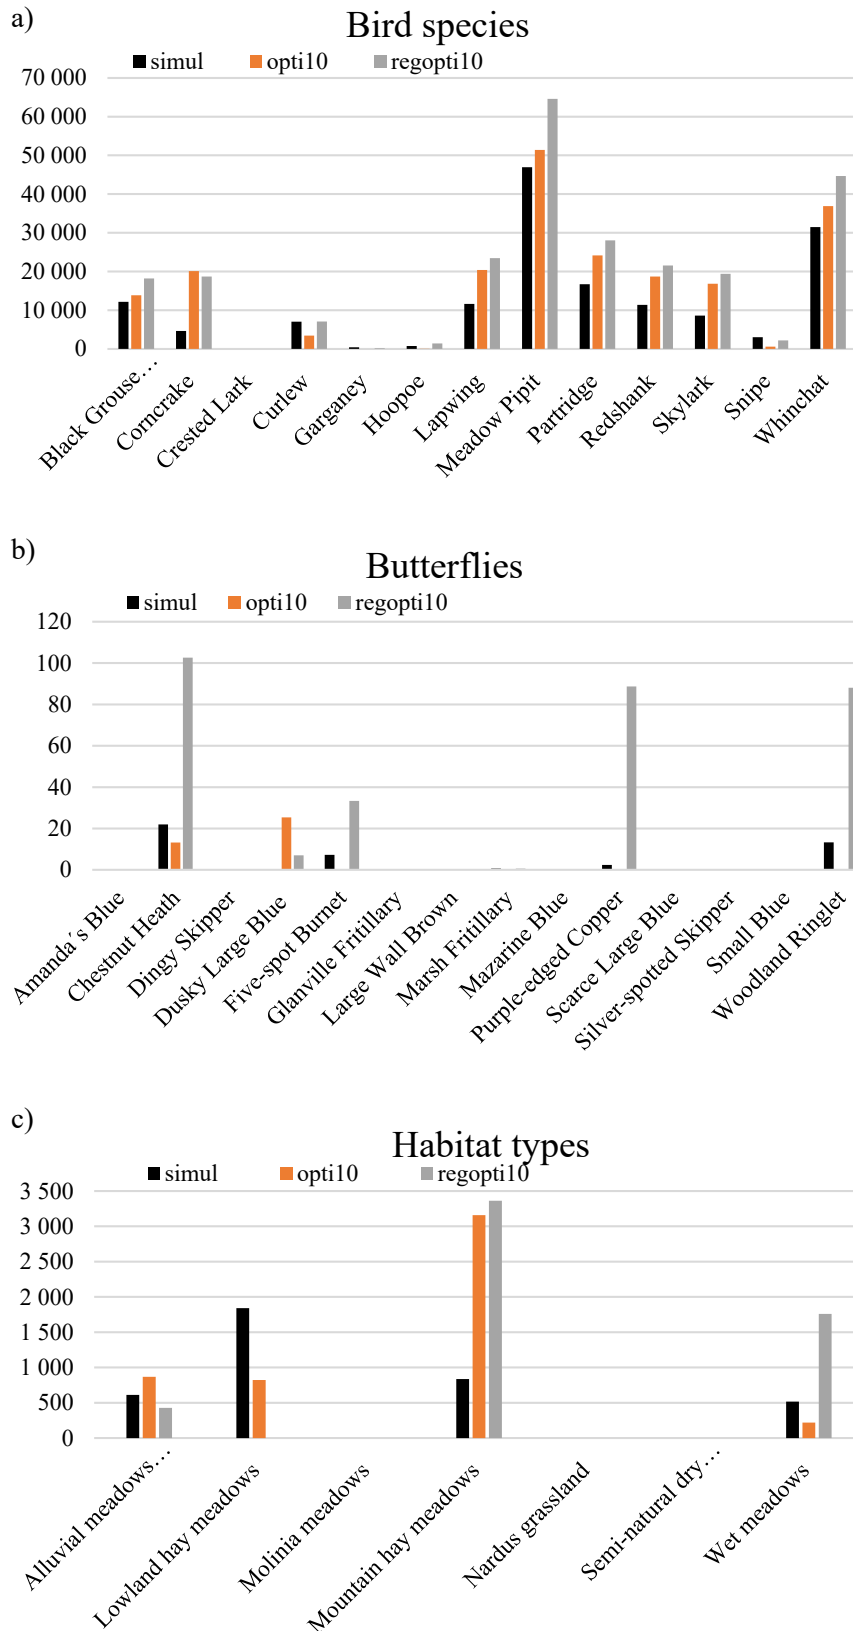 a)
Bird species
simul opti10 regopti10
70 000
60 000
50 000
40 000
30 000
20 000
10 000
0
Black Grouse…
Corncrake
Crested Lark
Curlew
Garganey
Hoopoe
Lapwing
Meadow Pipit
Partridge
Redshank
Skylark
Snipe
Whinchat
b)
Butterflies
simul opti10 regopti10
120
100
80
60
40
20
0
Amanda´s Blue
Chestnut Heath
Dingy Skipper
Dusky Large Blue
Five-spot Burnet
Glanville Fritillary
Large Wall Brown
Marsh Fritillary
Mazarine Blue
Purple-edged Copper
Scarce Large Blue
Silver-spotted Skipper
Small Blue
Woodland Ringlet
c)
Habitat types
simul opti10 regopti10
3 500
3 000
2 500
2 000
1 500
1 000
500
0
Alluvial meadows…
Lowland hay meadows
Molinia meadows
Mountain hay meadows
Nardus grassland
Semi-natural dry…
Wet meadows